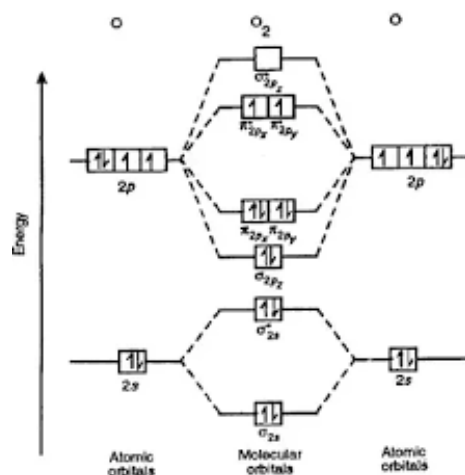 O O₂ O
σ*2pz
π*2px π*2py
2p 2p
π2px π2py
σ2pz
σ*2s
2s 2s
σ2s
Energy
Atomic orbitals
Molecular orbitals
Atomic orbitals